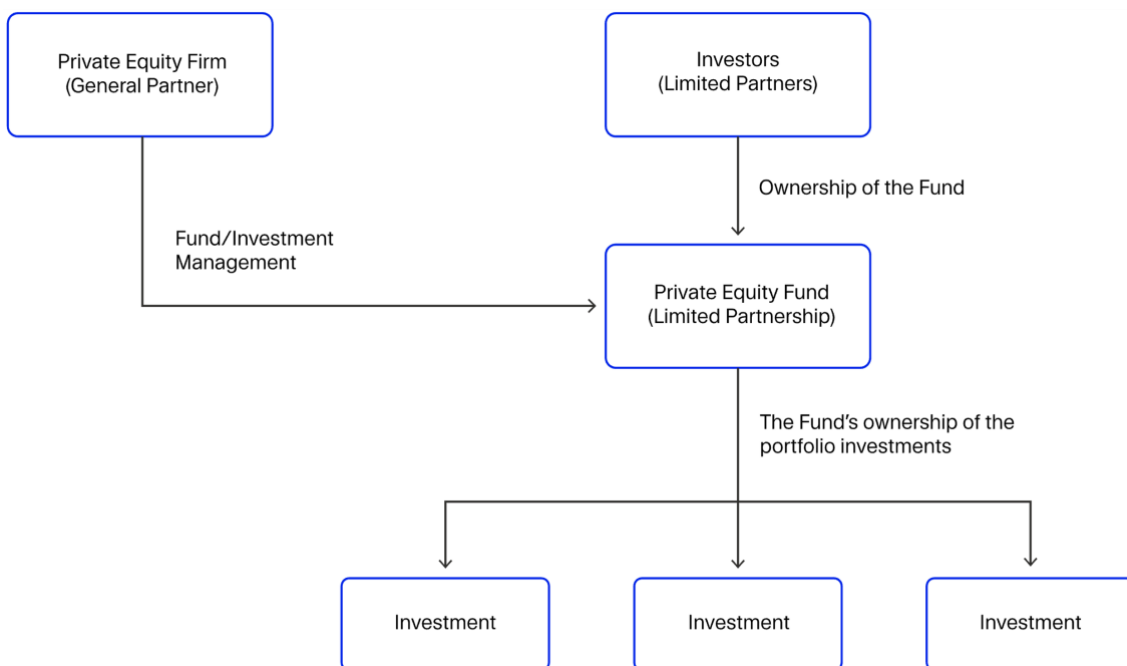 Private Equity Firm
(General Partner)
Investors
(Limited Partners)
Ownership of the Fund
Fund/Investment
Management
Private Equity Fund
(Limited Partnership)
The Fund's ownership of the
portfolio investments
Investment
Investment
Investment